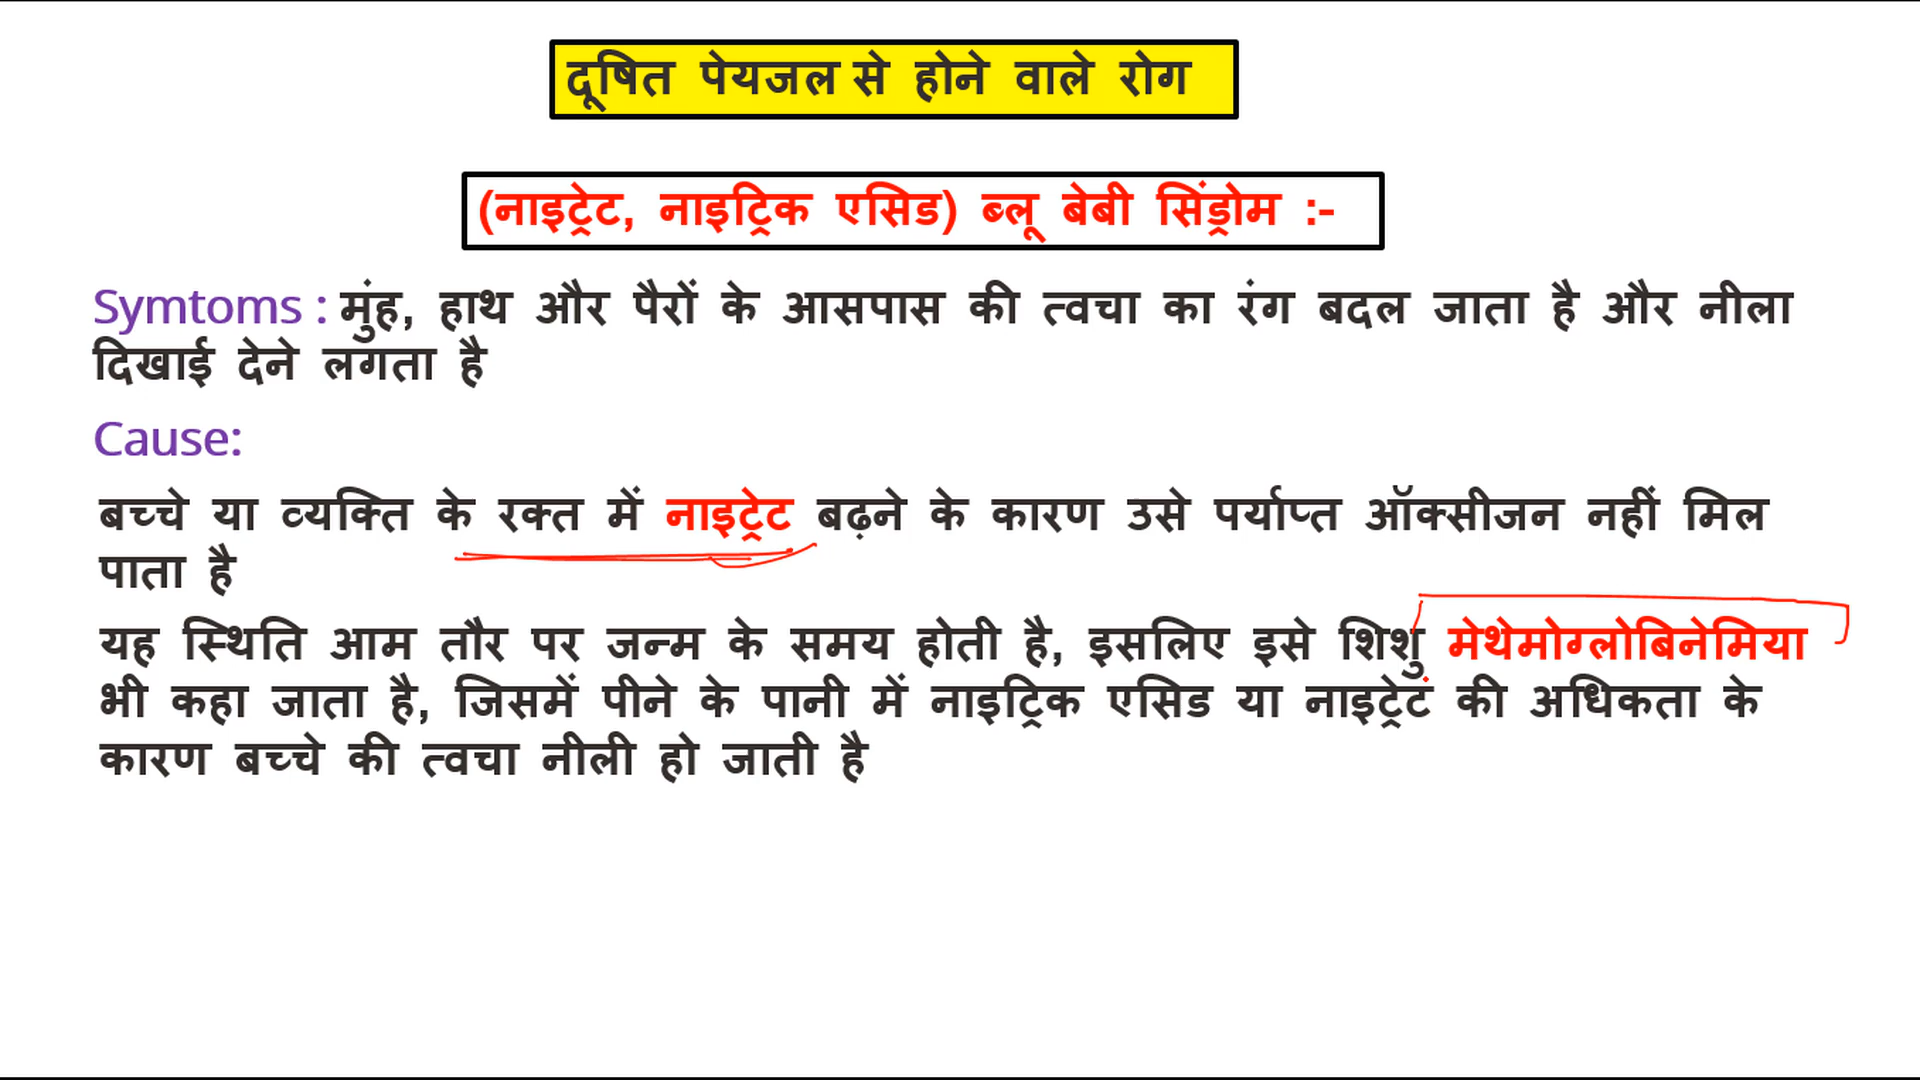 दूषित पेयजल से होने वाले रोग
(नाइट्रेट, नाइट्रिक एसिड) ब्लू बेबी सिंड्रोम :-
Symtoms : मुंह, हाथ और पैरों के आसपास की त्वचा का रंग बदल जाता है और नीला
दिखाई देने लगता है
Cause:
बच्चे या व्यक्ति के रक्त में नाइट्रेट बढ़ने के कारण उसे पर्याप्त ऑक्सीजन नहीं मिल
पाता है
यह स्थिति आम तौर पर जन्म के समय होती है, इसलिए इसे शिशु मेथेमोग्लोबिनेमिया
भी कहा जाता है, जिसमें पीने के पानी में नाइट्रिक एसिड या नाइट्रेट की अधिकता के
कारण बच्चे की त्वचा नीली हो जाती है